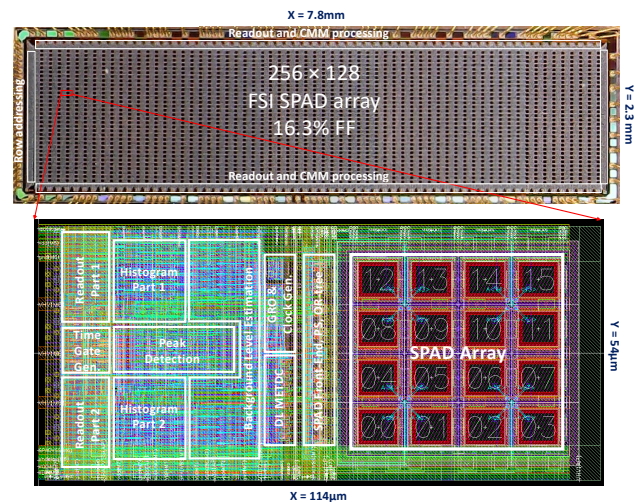 X = 7.8mm
Readout and CMM processing
Row addressing
256 × 128
FSI SPAD array
16.3% FF
Y = 2.3 mm
Readout and CMM processing
Readout
Part 1
Histogram
Part 1
Time
Gate
Gen.
Peak
Detection
Readout
Part 2
Histogram
Part 2
Background Level Estimation
GRO &
Clock Gen.
SPAD Front End, PS, OR-tree
12 13 14 15
08 09 10 11
SPAD Array
04 05 06 07
00 01 02 03
Y = 54µm
X = 114µm